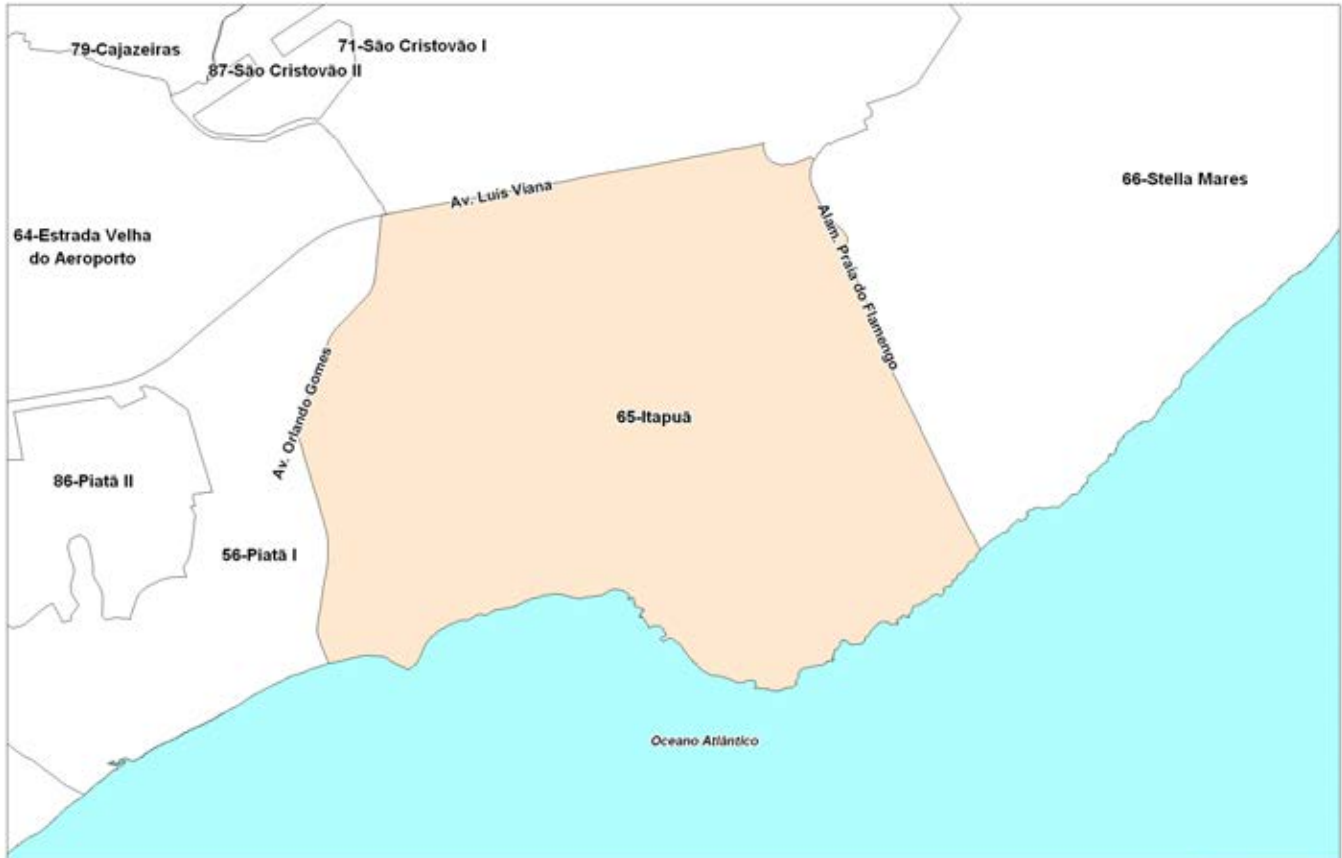 79-Cajazeiras
71-São Cristovão I
87-São Cristovão II
Av. Luis Viana
66-Stella Mares
64-Estrada Velha
do Aeroporto
Alam. Praia do Flamengo
Av. Orlando Gomes
65-Itapuã
86-Piatã II
56-Piatã I
Oceano Atlântico